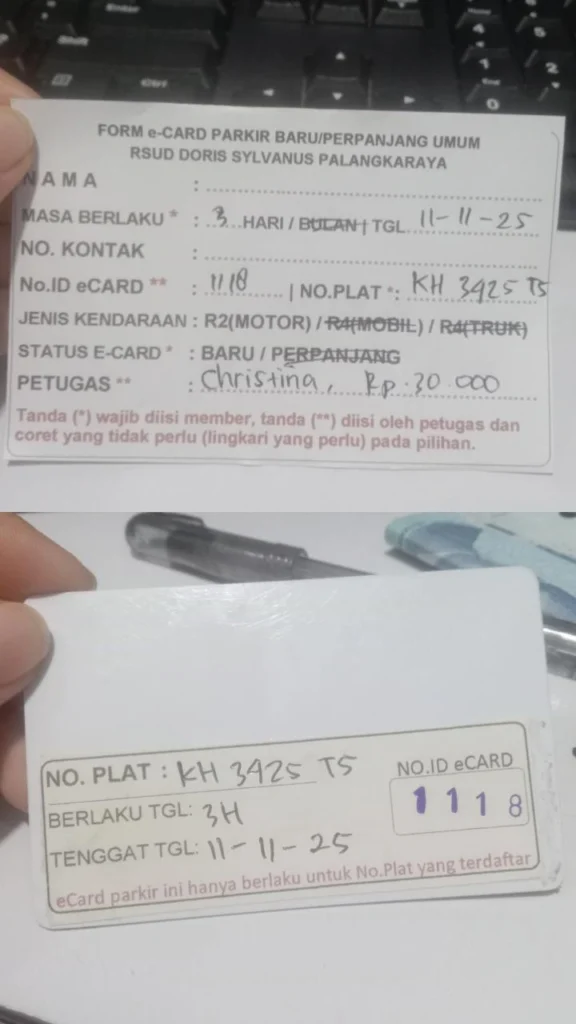 FORM e-CARD PARKIR BARU/PERPANJANG UMUM
RSUD DORIS SYLVANUS PALANGKARAYA
NAMA :
MASA BERLAKU * : 3 HARI / BULAN | TGL 11-11-25
NO. KONTAK :
No.ID eCARD ** : 1118 | NO.PLAT *: KH 3425 TS
JENIS KENDARAAN : R2(MOTOR) / R4(MOBIL) / R4(TRUK)
STATUS E-CARD * : BARU / PERPANJANG
PETUGAS ** : Christina, Rp. 30.000
Tanda (*) wajib diisi member, tanda (**) diisi oleh petugas dan
coret yang tidak perlu (lingkari yang perlu) pada pilihan.
NO. PLAT : KH 3425 TS
NO.ID eCARD
BERLAKU TGL: 3H
1118
TENGGAT TGL: 11-11-25
eCard parkir ini hanya berlaku untuk No.Plat yang terdaftar